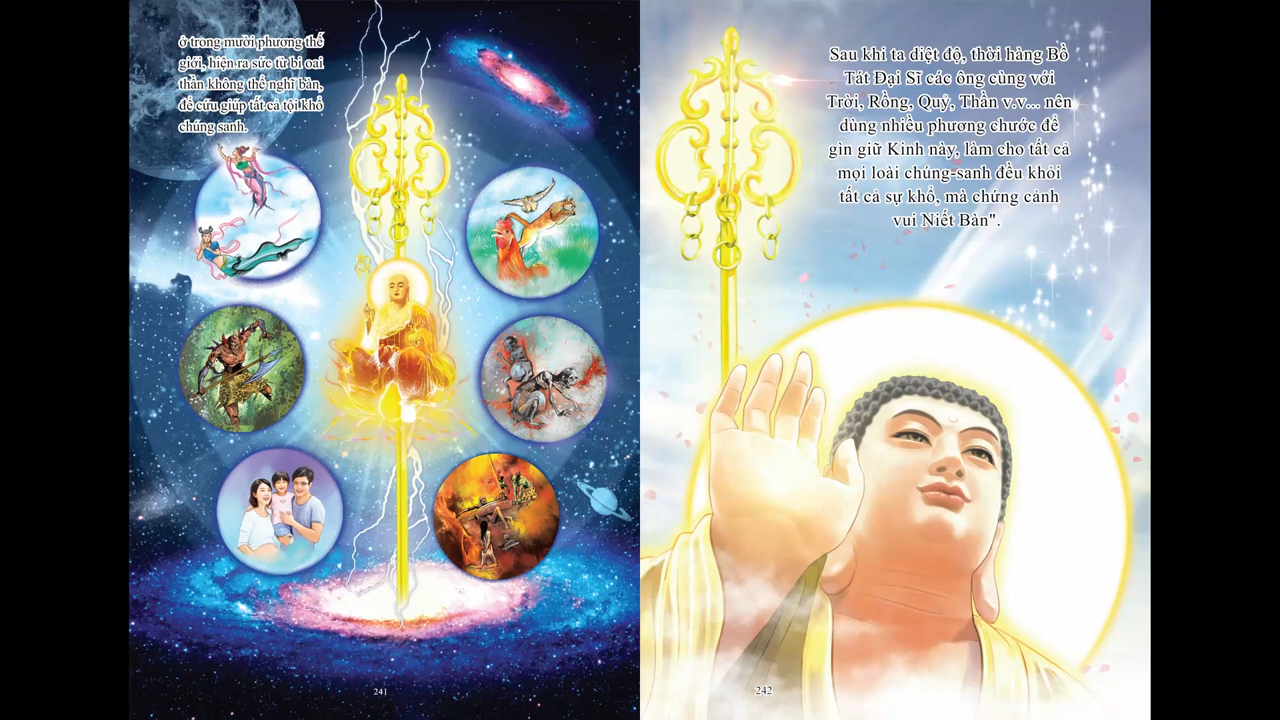 ở trong mười phương thế
giới, hiện ra sức từ bi oai
thần không thể nghĩ bàn,
để cứu giúp tất cả tội khổ
chúng sanh.
241
Sau khi ta diệt độ, thời hàng Bồ
Tát Đại Sĩ các ông cùng với
Trời, Rồng, Quỷ, Thần v.v... nên
dùng nhiều phương chước để
gìn giữ Kinh này, làm cho tất cả
mọi loài chúng-sanh đều khỏi
tất cả sự khổ, mà chứng cảnh
vui Niết Bàn".
242